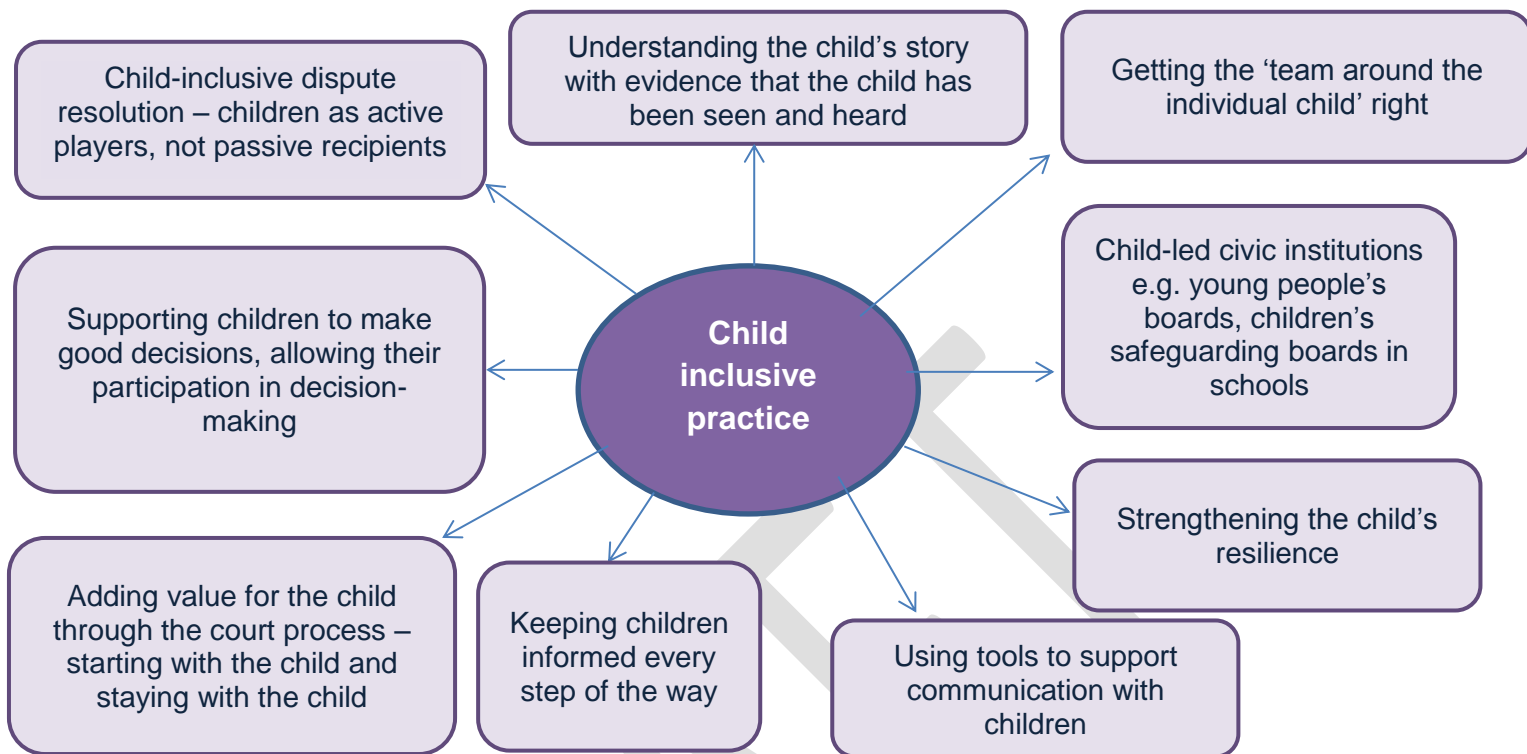 Child-inclusive dispute
resolution – children as active
players, not passive recipients
Understanding the child’s story
with evidence that the child has
been seen and heard
Getting the ‘team around the
individual child’ right
Supporting children to make
good decisions, allowing their
participation in decision-
making
Child
inclusive
practice
Child-led civic institutions
e.g. young people’s
boards, children’s
safeguarding boards in
schools
Strengthening the child’s
resilience
Adding value for the child
through the court process –
starting with the child and
staying with the child
Keeping children
informed every
step of the way
Using tools to support
communication with
children